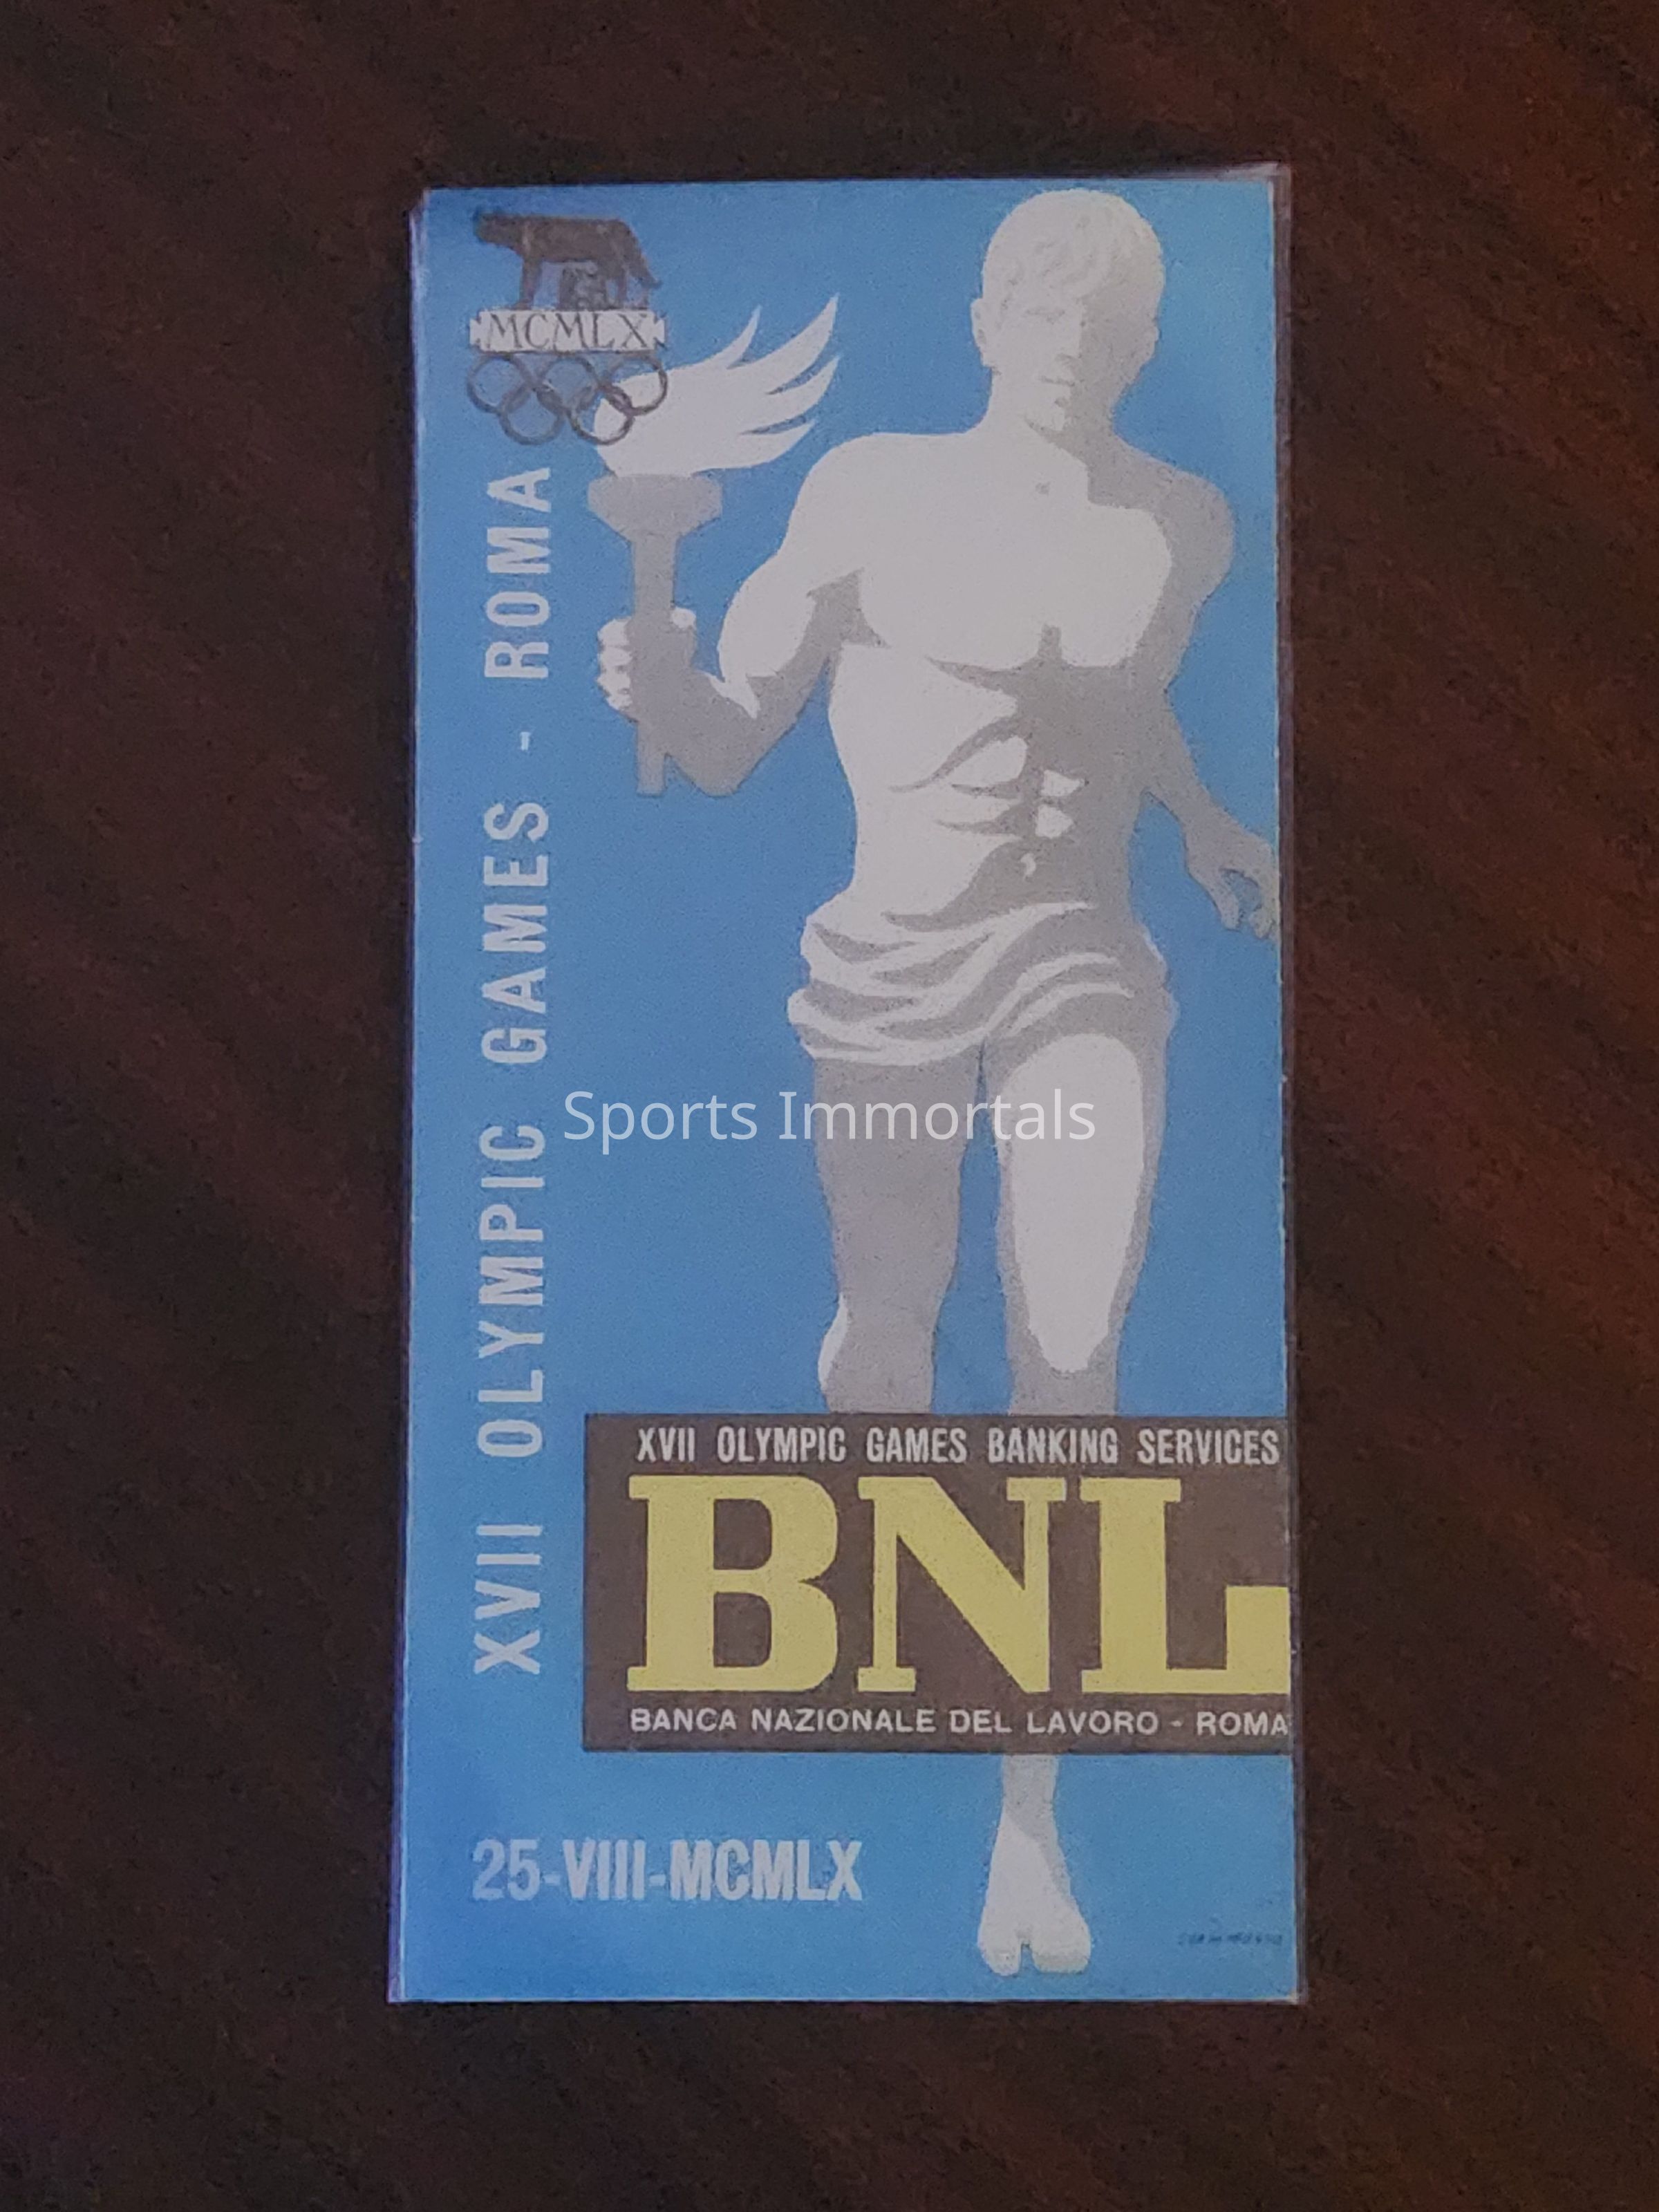 MCMLX
XVII OLYMPIC GAMES - ROMA
Sports Immortals
XVII OLYMPIC GAMES BANKING SERVICES
BNL
BANCA NAZIONALE DEL LAVORO - ROMA
25-VIII-MCMLX